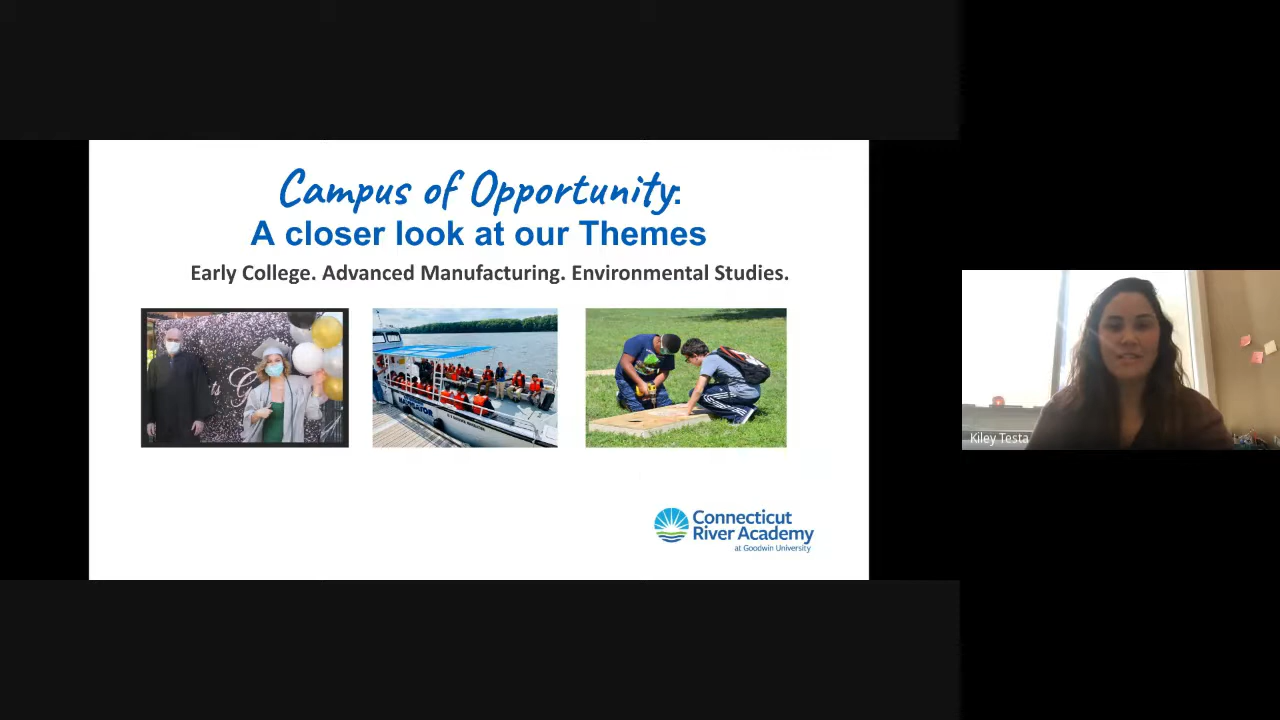 Campus of Opportunity:
A closer look at our Themes
Early College. Advanced Manufacturing. Environmental Studies.
Connecticut
River Academy
at Goodwin University
Kiley Testa